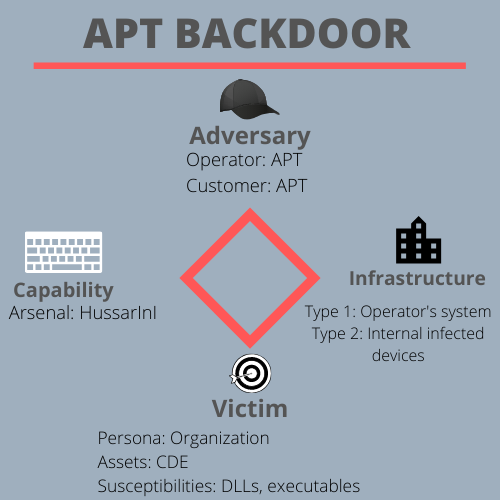 APT BACKDOOR
Adversary
Operator: APT
Customer: APT
Capability
Arsenal: HussarInI
Infrastructure
Type 1: Operator's system
Type 2: Internal infected
devices
Victim
Persona: Organization
Assets: CDE
Susceptibilities: DLLs, executables